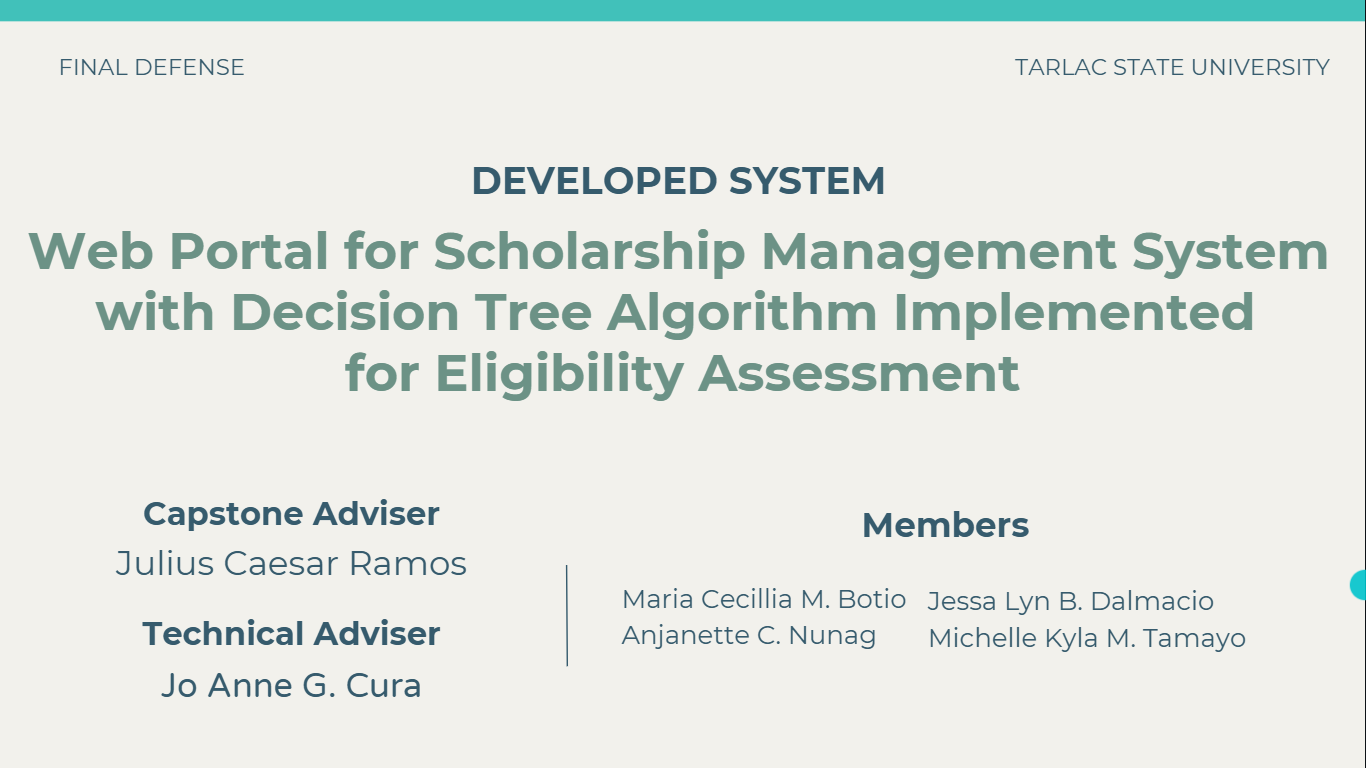 FINAL DEFENSE
TARLAC STATE UNIVERSITY
DEVELOPED SYSTEM
Web Portal for Scholarship Management System
with Decision Tree Algorithm Implemented
for Eligibility Assessment
Capstone Adviser
Julius Caesar Ramos
Technical Adviser
Jo Anne G. Cura
Members
Maria Cecillia M. Botio
Anjanette C. Nunag
Jessa Lyn B. Dalmacio
Michelle Kyla M. Tamayo